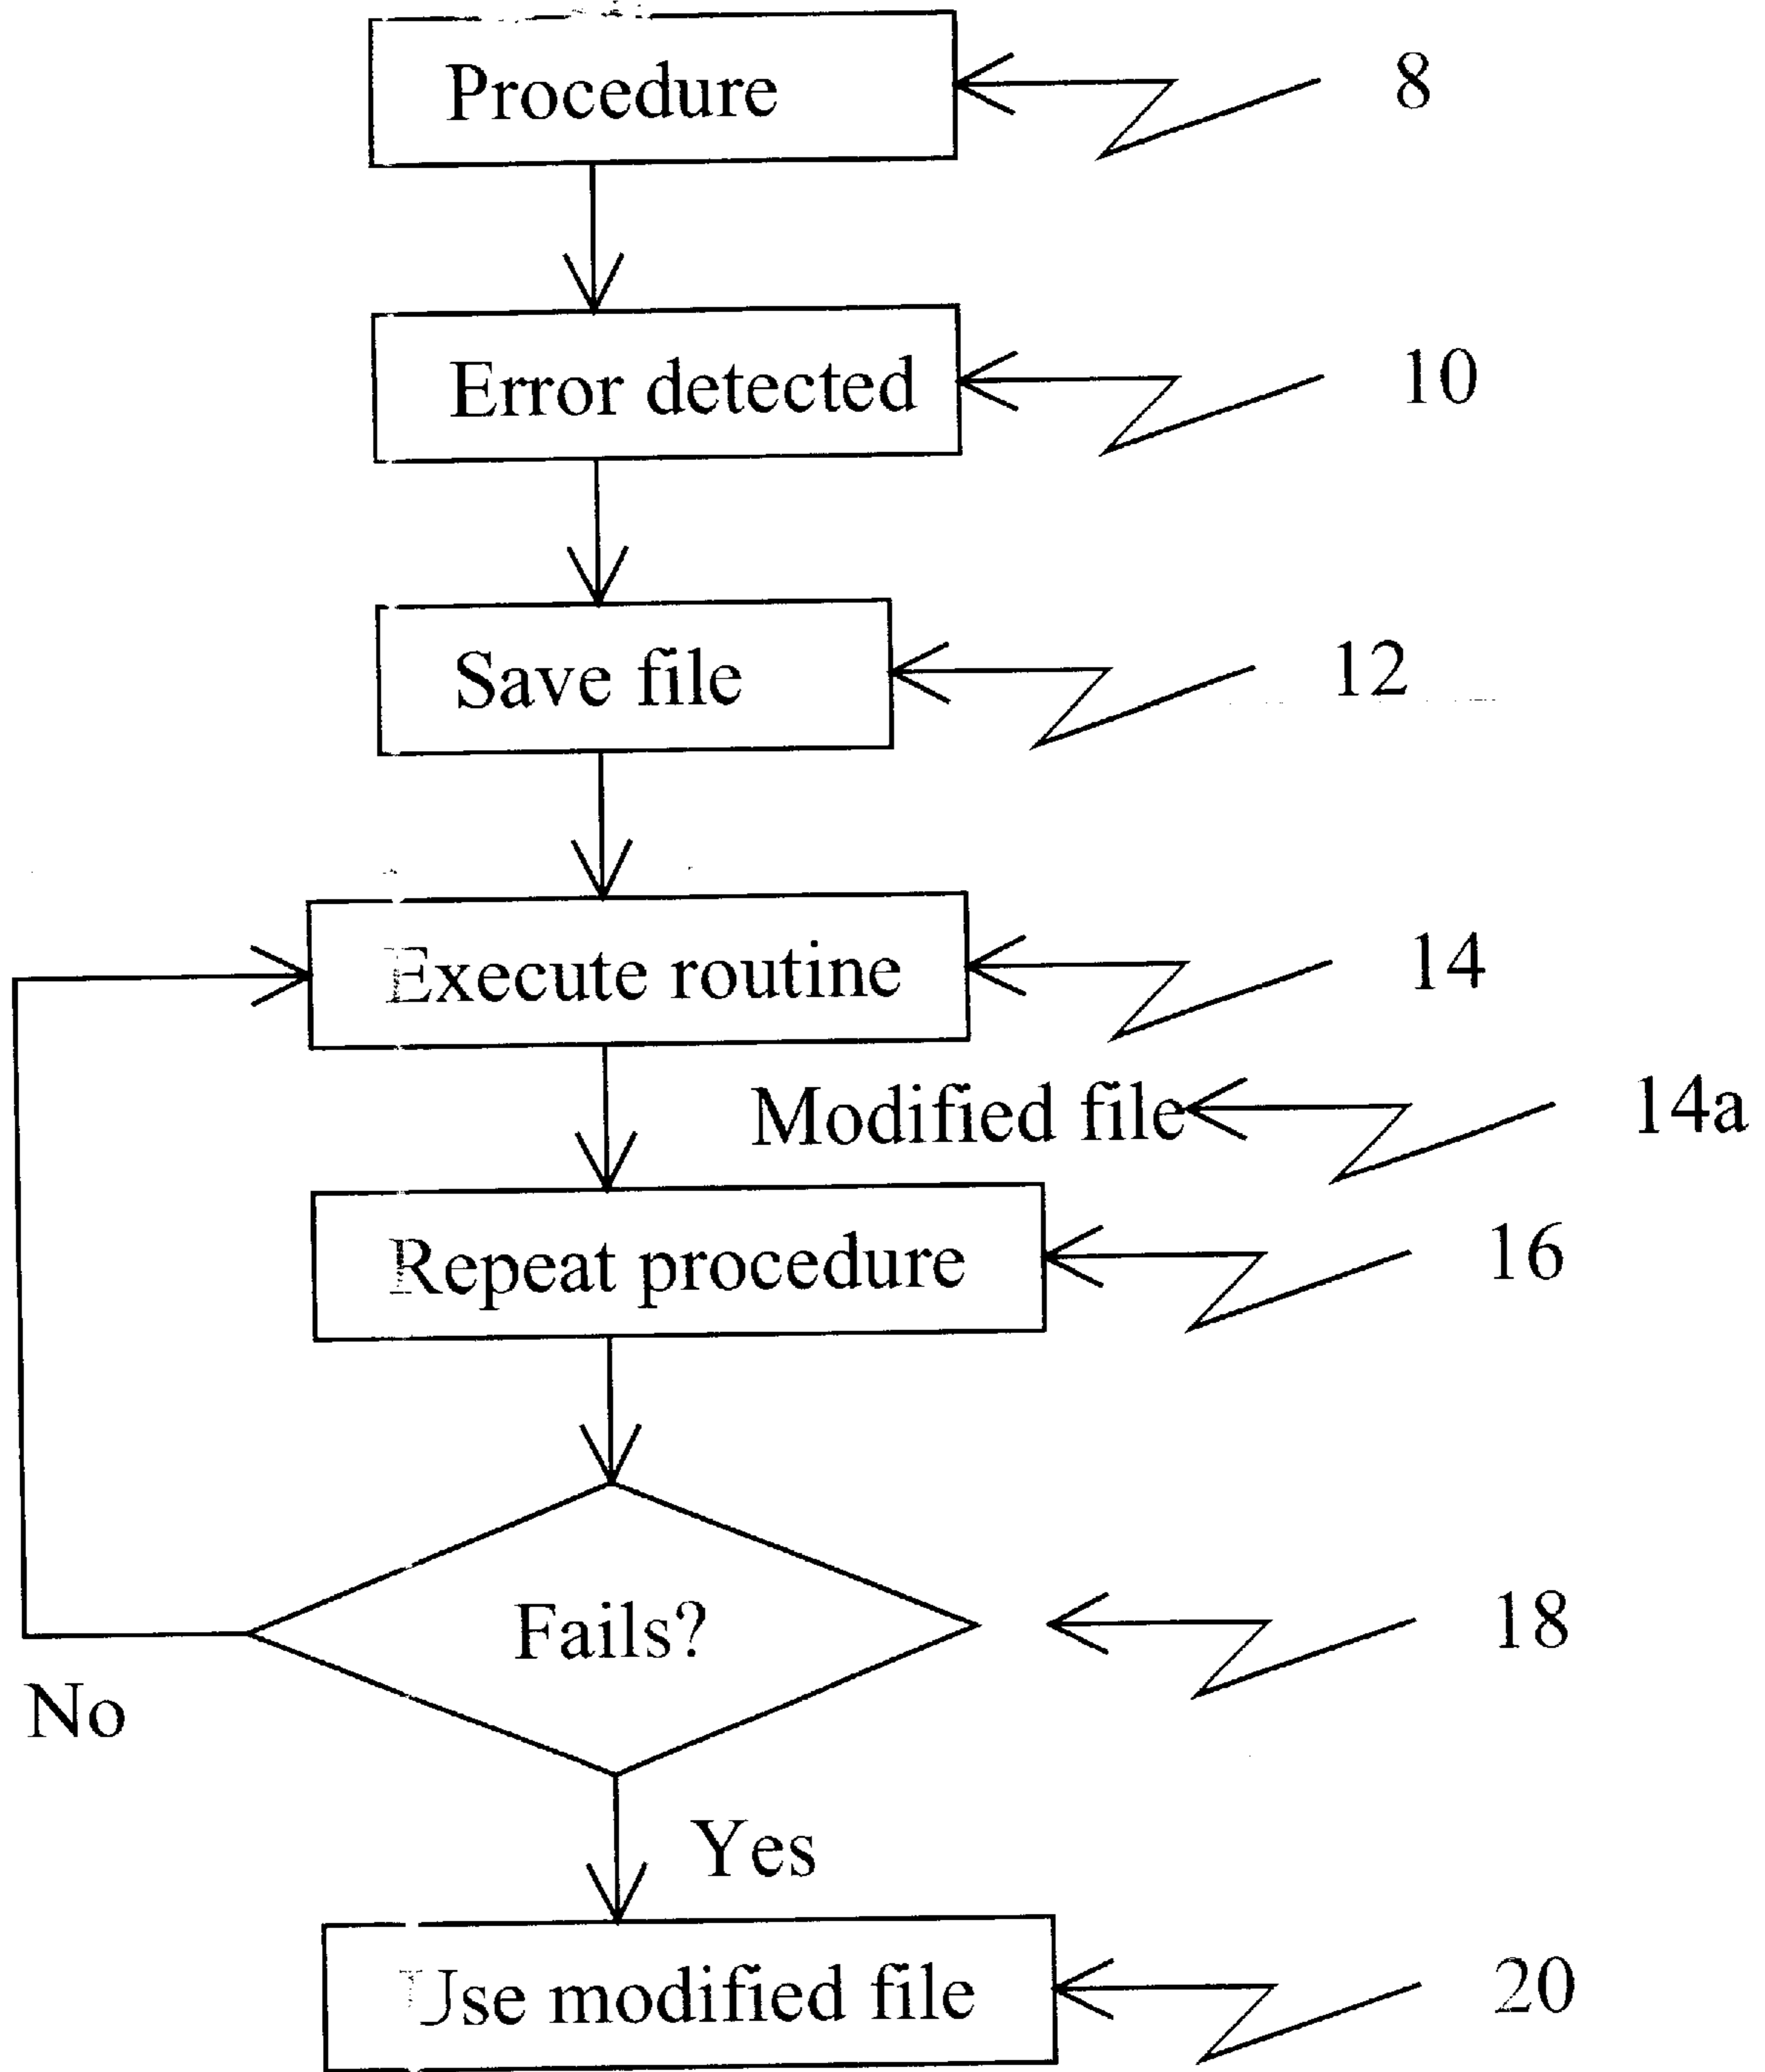 Procedure
8
Error detected
10
Save file
12
Execute routine
14
Modified file
14a
Repeat procedure
16
Fails?
18
No
Yes
Use modified file
20